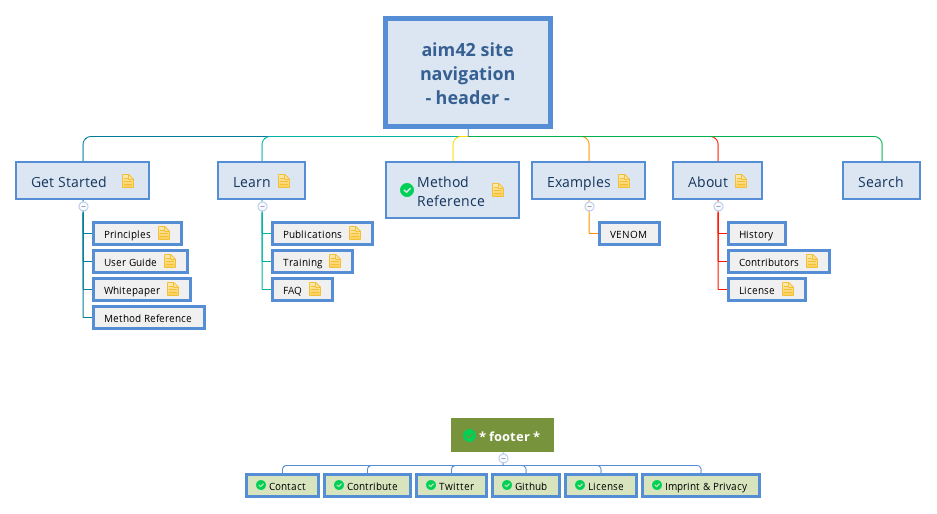 aim42 site
navigation
- header -
Get Started
Learn
Method
Reference
Examples
About
Search
Principles
User Guide
Whitepaper
Method Reference
Publications
Training
FAQ
VENOM
History
Contributors
License
* footer *
Contact
Contribute
Twitter
Github
License
Imprint & Privacy